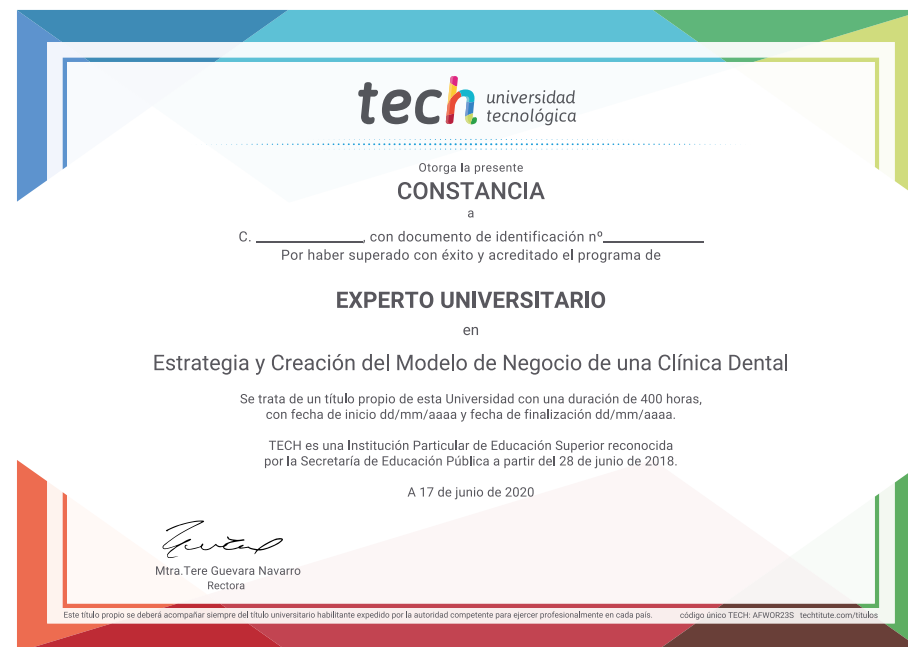 tech universidad
tecnológica
Otorga la presente
CONSTANCIA
a
C. ______________, con documento de identificación nº_____________
Por haber superado con éxito y acreditado el programa de
EXPERTO UNIVERSITARIO
en
Estrategia y Creación del Modelo de Negocio de una Clínica Dental
Se trata de un título propio de esta Universidad con una duración de 400 horas,
con fecha de inicio dd/mm/aaaa y fecha de finalización dd/mm/aaaa.
TECH es una Institución Particular de Educación Superior reconocida
por la Secretaría de Educación Pública a partir del 28 de junio de 2018.
A 17 de junio de 2020
Mtra.Tere Guevara Navarro
Rectora
Este título propio se deberá acompañar siempre del título universitario habilitante expedido por la autoridad competente para ejercer profesionalmente en cada país. código único TECH: AFWOR23S techtitute.com/títulos